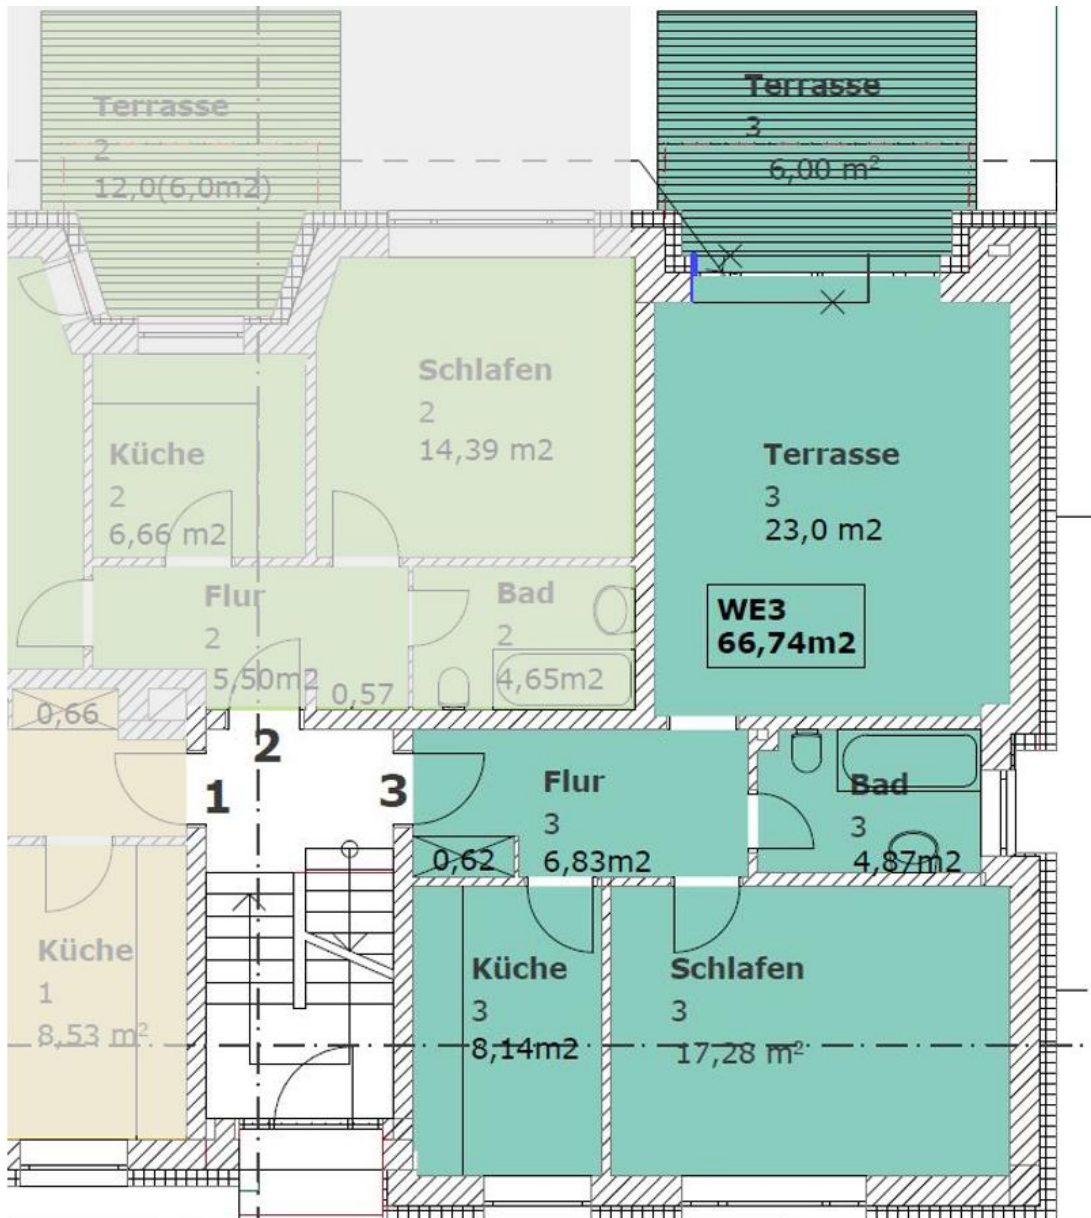 Terrasse
2
12,0(6,0m2)
Terrasse
3
6,00 m²
Schlafen
2
14,39 m2
Küche
2
6,66 m2
Terrasse
3
23,0 m2
WE3
66,74m2
Flur
2
5,50m2
0,57
Bad
2
4,65m2
0,66
2
1
3
Flur
3
6,83m2
0,62
Bad
3
4,87m2
Küche
1
8,53 m²
Küche
3
8,14m2
Schlafen
3
17,28 m²